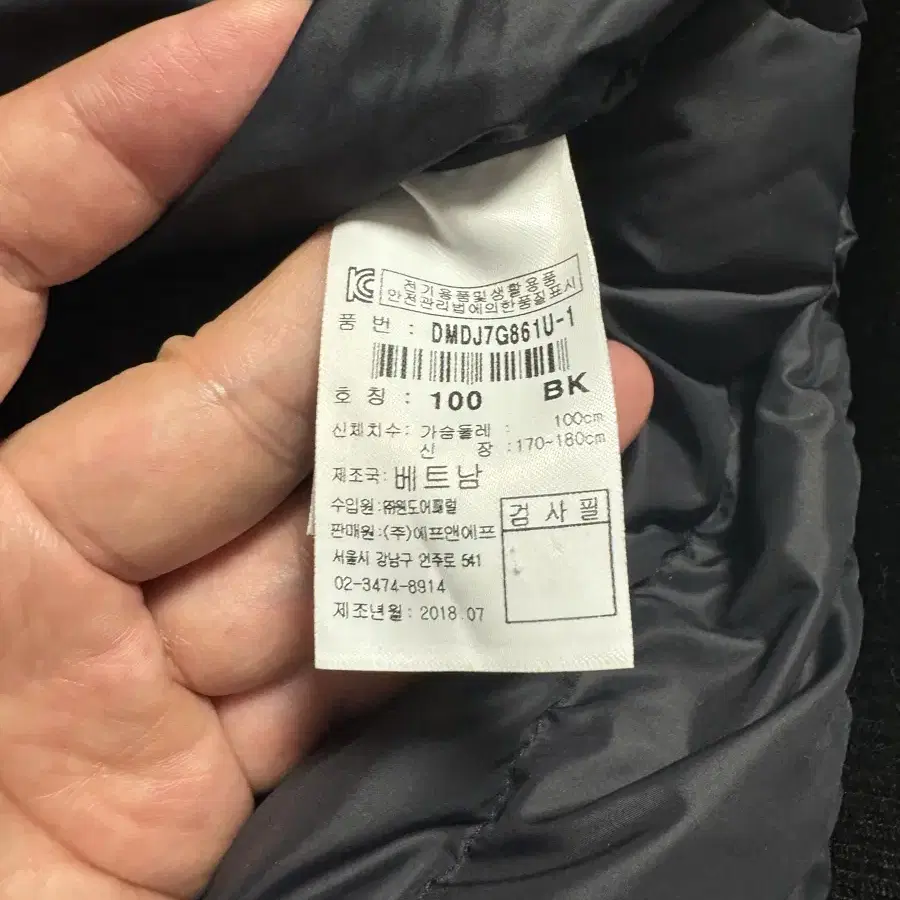 전기용품및생활용품
안전관리법에의한품질표시
품 번 : DMDJ7G861U-1
호 칭 : 100 BK
신체치수: 가슴둘레 : 100cm
신 장 :170~180cm
제조국: 베트남
수입원: ㈜원도어패럴
판매원:(주)에프앤에프
서울시 강남구 언주로 541
02-3474-8914
제조년월: 2018.07
검 사 필